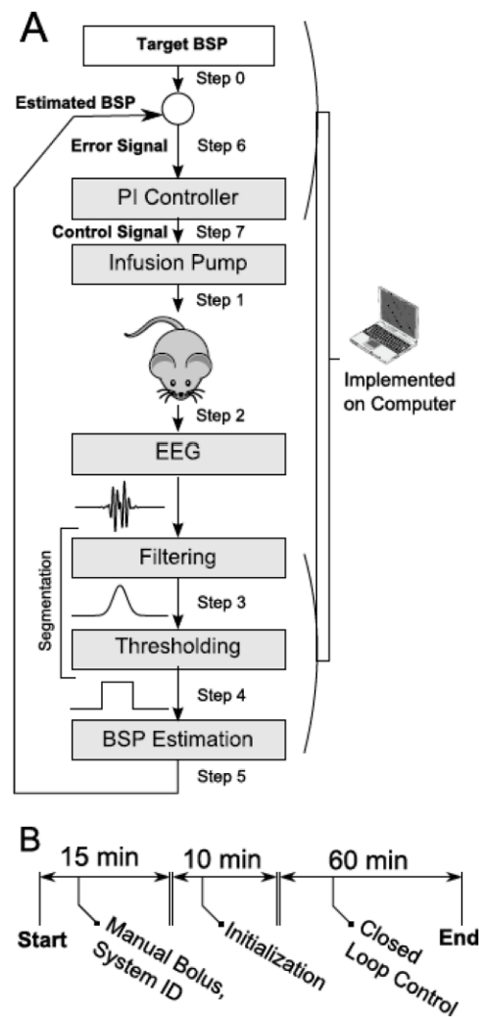 A
Target BSP
Step 0
Estimated BSP
Error Signal
Step 6
PI Controller
Control Signal
Step 7
Infusion Pump
Step 1
Implemented
on Computer
Step 2
EEG
Segmentation
Filtering
Step 3
Thresholding
Step 4
BSP Estimation
Step 5
B
15 min
10 min
60 min
Start
Manual Bolus,
System ID
Initialization
Closed
Loop Control
End